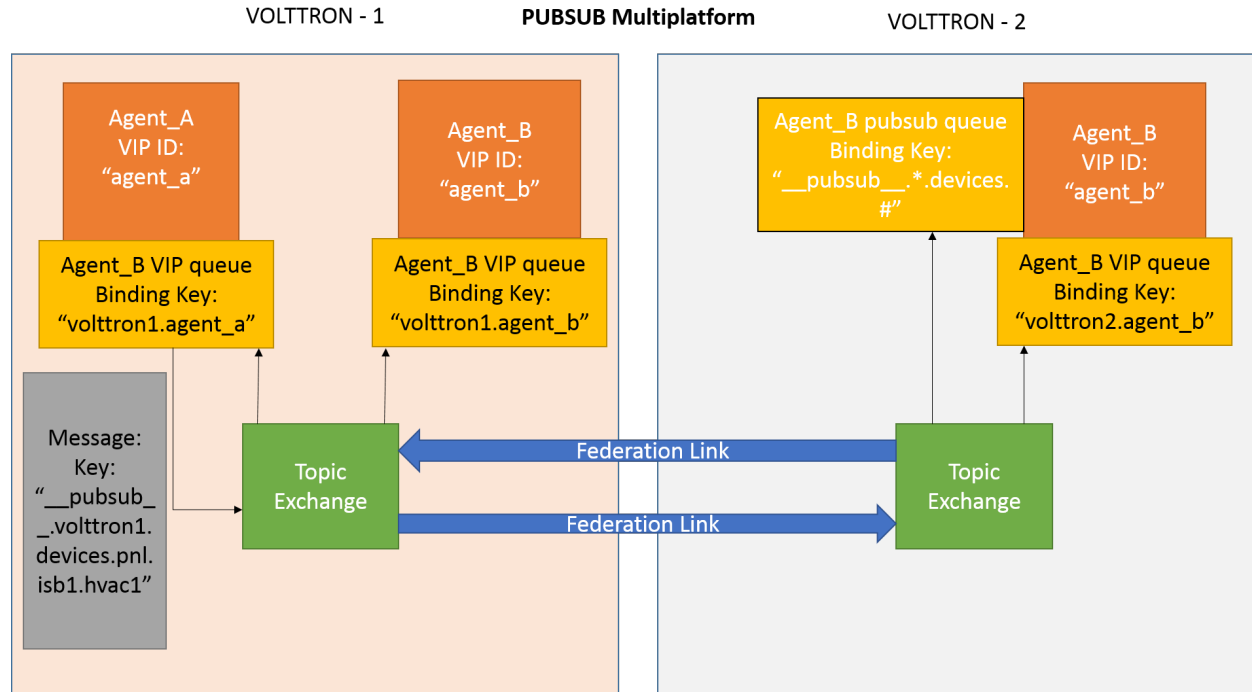 VOLTTRON - 1
PUBSUB Multiplatform
VOLTTRON - 2
Agent_A
VIP ID:
“agent_a”
Agent_B VIP queue
Binding Key:
“volttron1.agent_a”
Agent_B
VIP ID:
“agent_b”
Agent_B VIP queue
Binding Key:
“volttron1.agent_b”
Message:
Key:
“__pubsub_
_.volttron1.
devices.pnl.
isb1.hvac1”
Topic
Exchange
Federation Link
Federation Link
Agent_B pubsub queue
Binding Key:
“__pubsub__.*.devices.
#”
Agent_B
VIP ID:
“agent_b”
Agent_B VIP queue
Binding Key:
“volttron2.agent_b”
Topic
Exchange